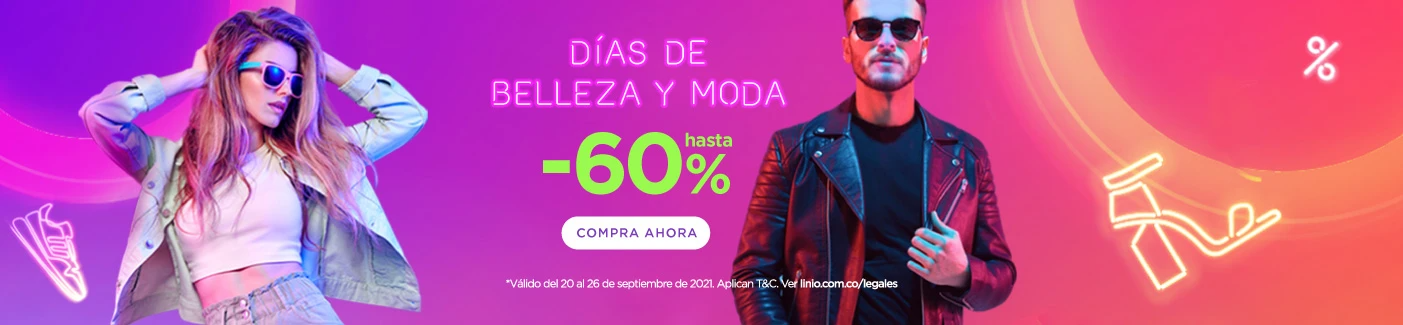 DÍAS DE
BELLEZA Y MODA
-60% hasta
COMPRA AHORA
*Válido del 20 al 26 de septiembre de 2021. Aplican T&C. Ver linio.com.co/legales
%